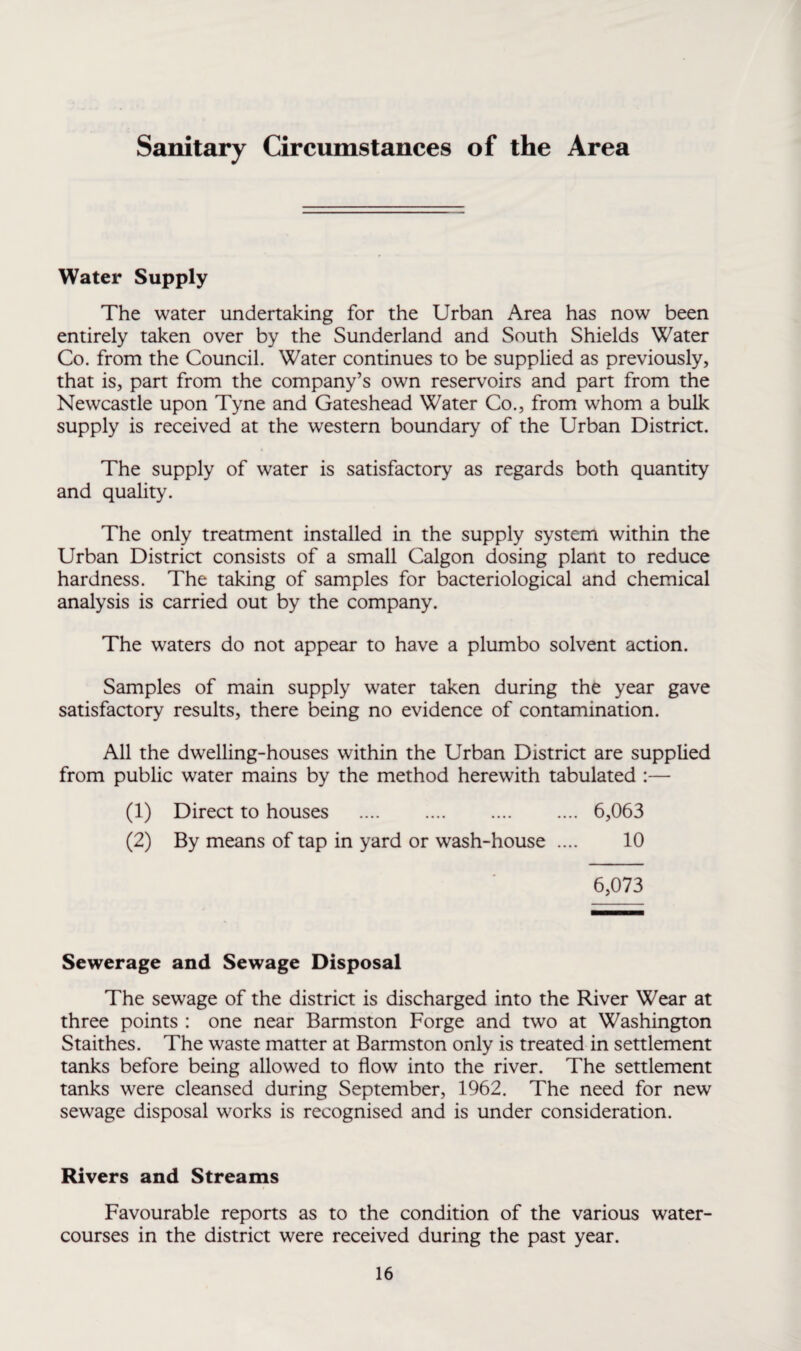 Sanitary Circumstances of the Area
Water Supply
The water undertaking for the Urban Area has now been
entirely taken over by the Sunderland and South Shields Water
Co. from the Council. Water continues to be supplied as previously,
that is, part from the company’s own reservoirs and part from the
Newcastle upon Tyne and Gateshead Water Co., from whom a bulk
supply is received at the western boundary of the Urban District.
The supply of water is satisfactory as regards both quantity
and quality.
The only treatment installed in the supply system within the
Urban District consists of a small Calgon dosing plant to reduce
hardness. The taking of samples for bacteriological and chemical
analysis is carried out by the company.
The waters do not appear to have a plumbo solvent action.
Samples of main supply water taken during the year gave
satisfactory results, there being no evidence of contamination.
All the dwelling-houses within the Urban District are supplied
from public water mains by the method herewith tabulated :—
(1) Direct to houses .... .... .... .... 6,063
(2) By means of tap in yard or wash-house .... 10
6,073
Sewerage and Sewage Disposal
The sewage of the district is discharged into the River Wear at
three points : one near Barmston Forge and two at Washington
Staithes. The waste matter at Barmston only is treated in settlement
tanks before being allowed to flow into the river. The settlement
tanks were cleansed during September, 1962. The need for new
sewage disposal works is recognised and is under consideration.
Rivers and Streams
Favourable reports as to the condition of the various water-
courses in the district were received during the past year.
16